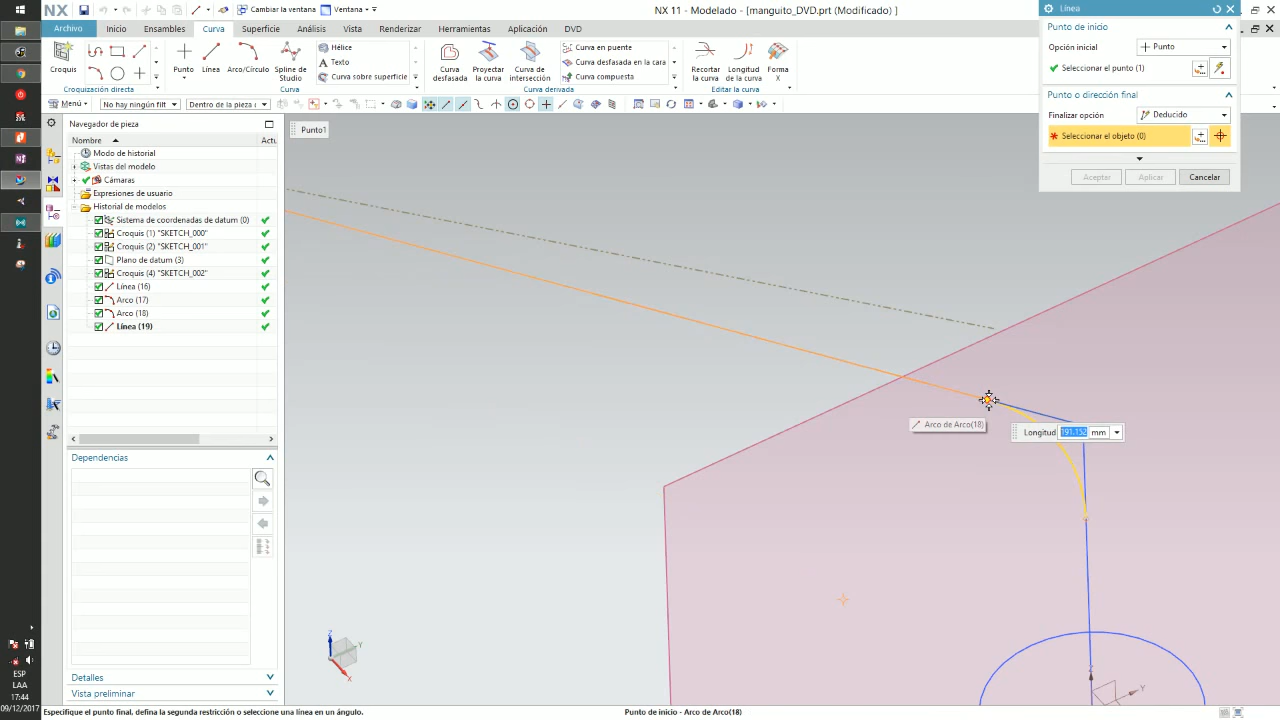 NX Cambiar la ventana Ventana NX 11 - Modelado - [manguito_DVD.prt (Modificado) ]
Archivo Inicio Ensambles Curva Superficie Análisis Vista Renderizar Herramientas Aplicación DVD
Croquis
Croquización directa
Punto
Línea
Arco/Círculo
Spline de Studio
Hélice
Texto
Curva sobre superficie
Curva
Curva desfasada
Proyectar la curva
Curva de intersección
Curva en puente
Curva desfasada en la cara
Curva compuesta
Curva derivada
Recortar la curva
Longitud de la curva
Forma X
Editar la curva
Menú No hay ningún filt Dentro de la pieza
Navegador de pieza
Nombre Actu
Modo de historial
Vistas del modelo
Cámaras
Expresiones de usuario
Historial de modelos
Sistema de coordenadas de datum (0)
Croquis (1) "SKETCH_000"
Croquis (2) "SKETCH_001"
Plano de datum (3)
Croquis (4) "SKETCH_002"
Línea (16)
Arco (17)
Arco (18)
Línea (19)
Dependencias
Detalles
Vista preliminar
Punto1
Arco de Arco(18)
Longitud 191.152 mm
Z
Y
X
Z
Y
Línea
Punto de inicio
Opción inicial Punto
Seleccionar el punto (1)
Punto o dirección final
Finalizar opción Deducido
Seleccionar el objeto (0)
Aceptar Aplicar Cancelar
ESP
LAA
17:44
09/12/2017
Especifique el punto final, defina la segunda restricción o seleccione una línea en un ángulo. Punto de inicio - Arco de Arco(18)